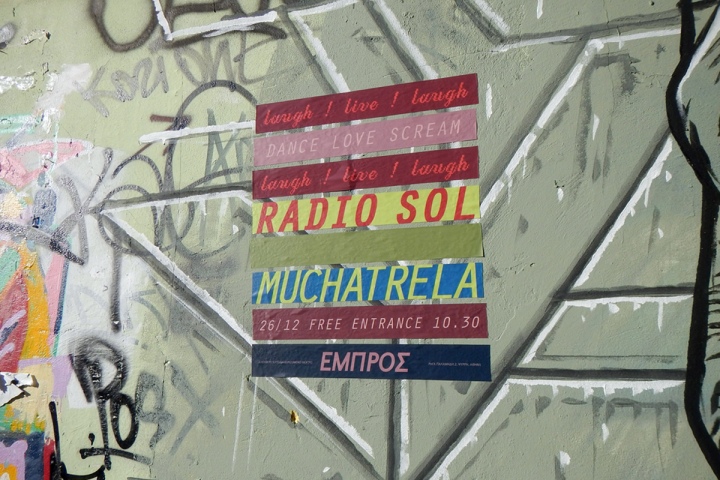 laugh ! live ! laugh
DANCE LOVE SCREAM
laugh ! live ! laugh
RADIO SOL
MUCHATRELA
26/12 FREE ENTRANCE 10.30
ΕΜΠΡΟΣ